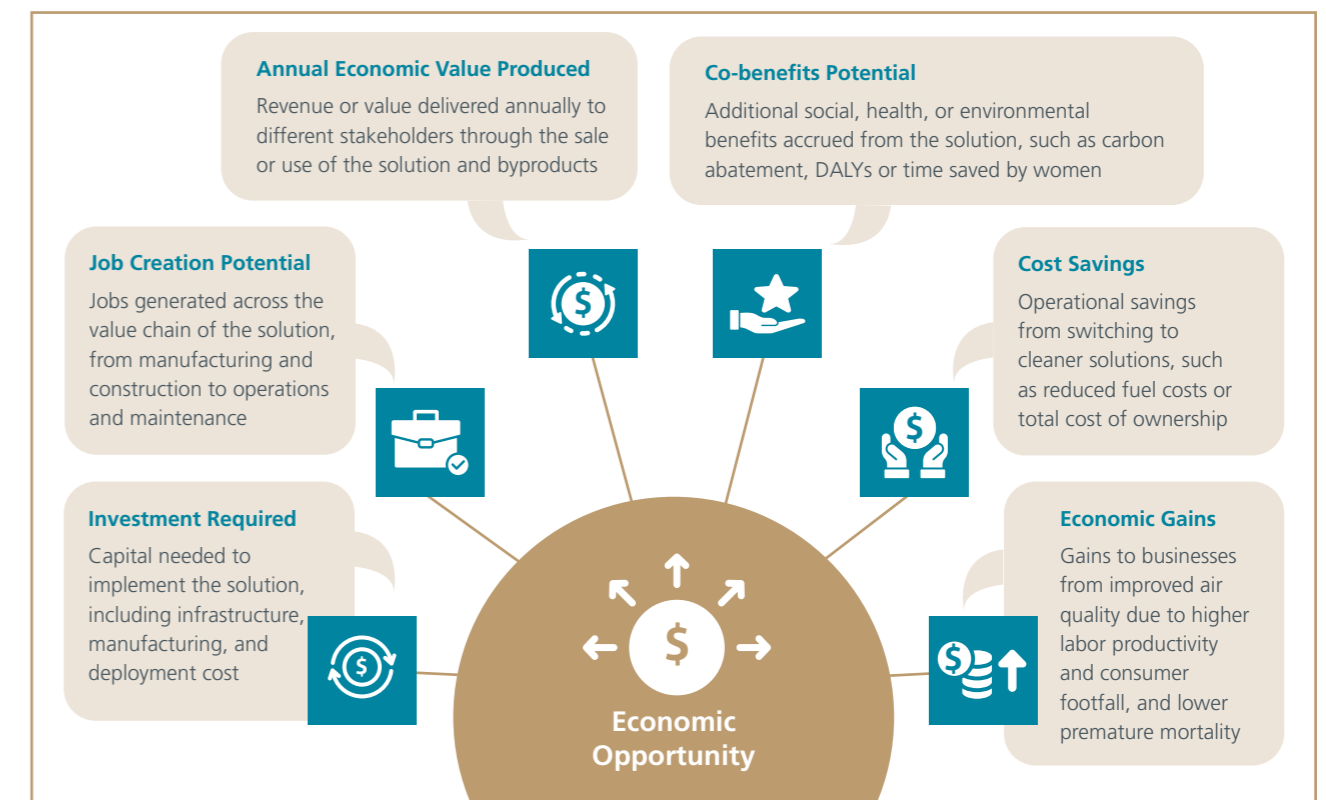 Annual Economic Value Produced
Revenue or value delivered annually to
different stakeholders through the sale
or use of the solution and byproducts
Co-benefits Potential
Additional social, health, or environmental
benefits accrued from the solution, such as carbon
abatement, DALYs or time saved by women
Job Creation Potential
Jobs generated across the
value chain of the solution,
from manufacturing and
construction to operations
and maintenance
Cost Savings
Operational savings
from switching to
cleaner solutions, such
as reduced fuel costs or
total cost of ownership
Investment Required
Capital needed to
implement the solution,
including infrastructure,
manufacturing, and
deployment cost
Economic Gains
Gains to businesses
from improved air
quality due to higher
labor productivity
and consumer
footfall, and lower
premature mortality
$
$
$
$
$
Economic
Opportunity